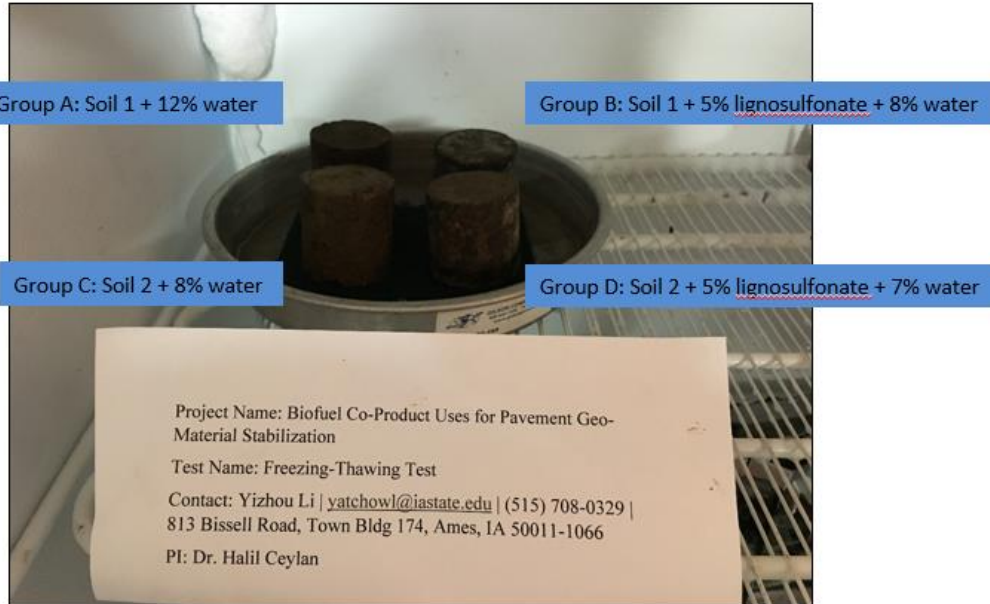 Group A: Soil 1 + 12% water
Group B: Soil 1 + 5% lignosulfonate + 8% water
Group C: Soil 2 + 8% water
Group D: Soil 2 + 5% lignosulfonate + 7% water
Project Name: Biofuel Co-Product Uses for Pavement Geo-
Material Stabilization
Test Name: Freezing-Thawing Test
Contact: Yizhou Li | yatchowl@iastate.edu | (515) 708-0329 |
813 Bissell Road, Town Bldg 174, Ames, IA 50011-1066
PI: Dr. Halil Ceylan